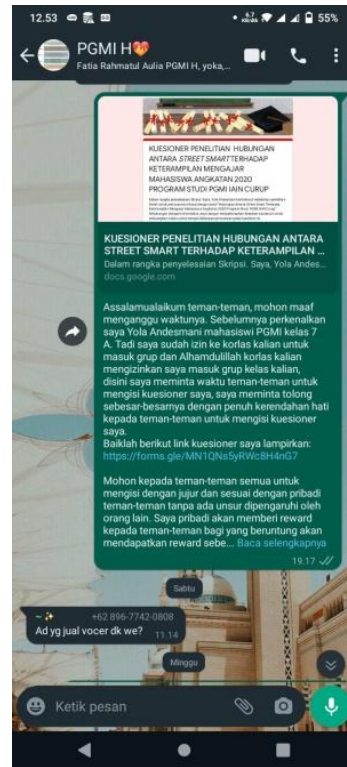 12.53
6.7
KB/s
55%
PGMI H
Fatia Rahmatul Aulia PGMI H, yoka,...
KUESIONER PENELITIAN HUBUNGAN
ANTARA STREET SMART TERHADAP
KETERAMPILAN MENGAJAR
MAHASISWA ANGKATAN 2020
PROGRAM STUDI PGMI IAIN CURUP
KUESIONER PENELITIAN HUBUNGAN ANTARA
STREET SMART TERHADAP KETERAMPILAN ...
Dalam rangka penyelesaian Skripsi. Saya, Yola Andes...
docs.google.com
Assalamualaikum teman-teman, mohon maaf
menganggu waktunya. Sebelumnya perkenalkan
saya Yola Andesmani mahasiswi PGMI kelas 7
A. Tadi saya sudah izin ke korlas kalian untuk
masuk grup dan Alhamdulillah korlas kalian
mengizinkan saya masuk grup kelas kalian,
disini saya meminta waktu teman-teman untuk
mengisi kuesioner saya, saya meminta tolong
sebesar-besarnya dengan penuh kerendahan hati
kepada teman-teman untuk mengisi kuesioner
saya.
Baiklah berikut link kuesioner saya lampirkan:
https://forms.gle/MN1QNs5yRWc8H4nG7
Mohon kepada teman-teman semua untuk
mengisi dengan jujur dan sesuai dengan pribadi
teman-teman tanpa ada unsur dipengaruhi oleh
orang lain. Saya pribadi akan memberi reward
kepada teman-teman bagi yang beruntung akan
mendapatkan reward sebe... Baca selengkapnya
19.17
Sabtu
~ +62 896-7742-0808
Ad yg jual vocer dk we? 11.14
Minggu
Ketik pesan